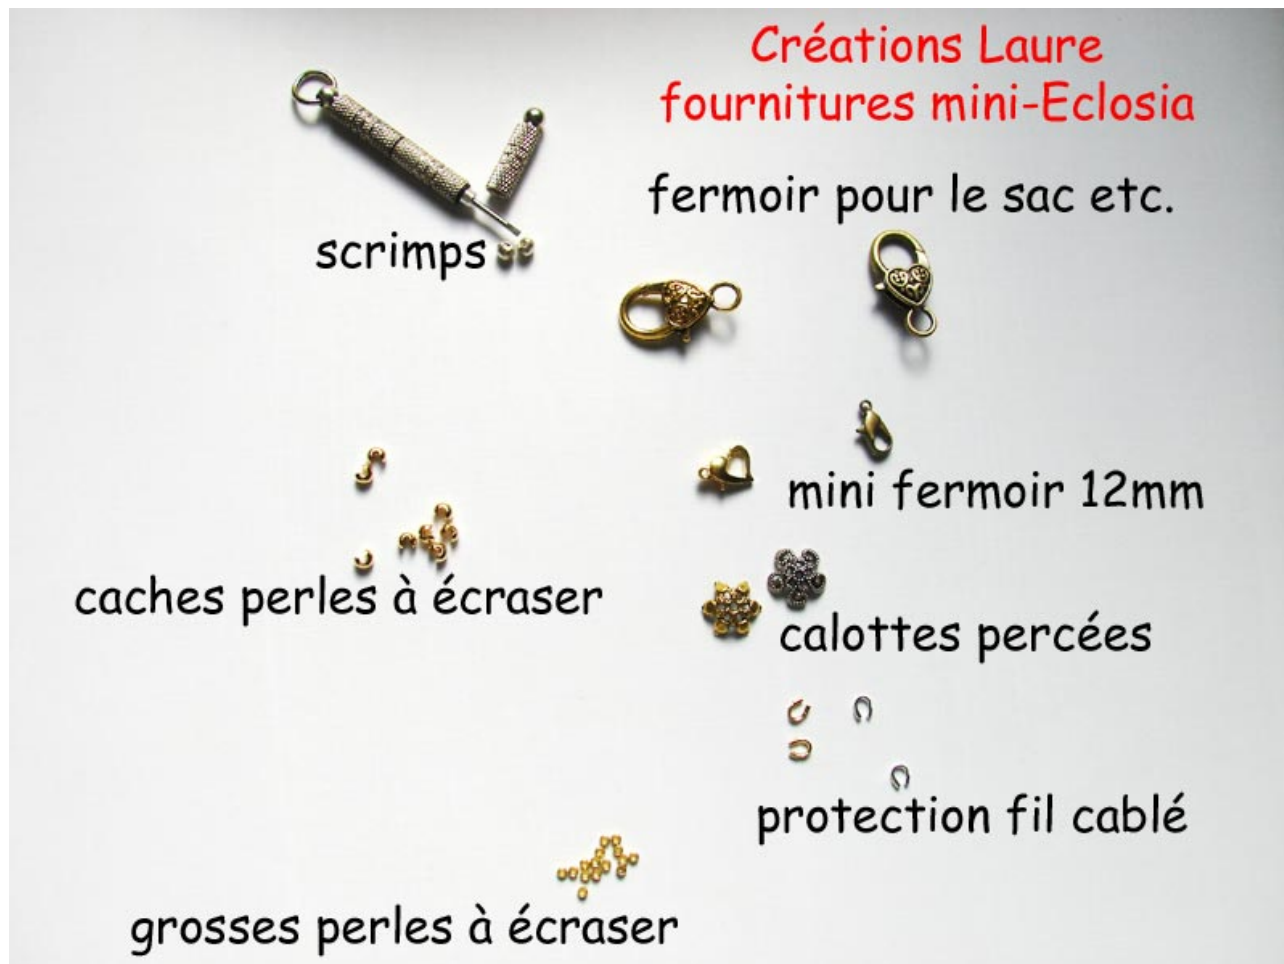 Créations Laure
fournitures mini-Eclosia
fermoir pour le sac etc.
scrimps
mini fermoir 12mm
caches perles à écraser
calottes percées
protection fil cablé
grosses perles à écraser